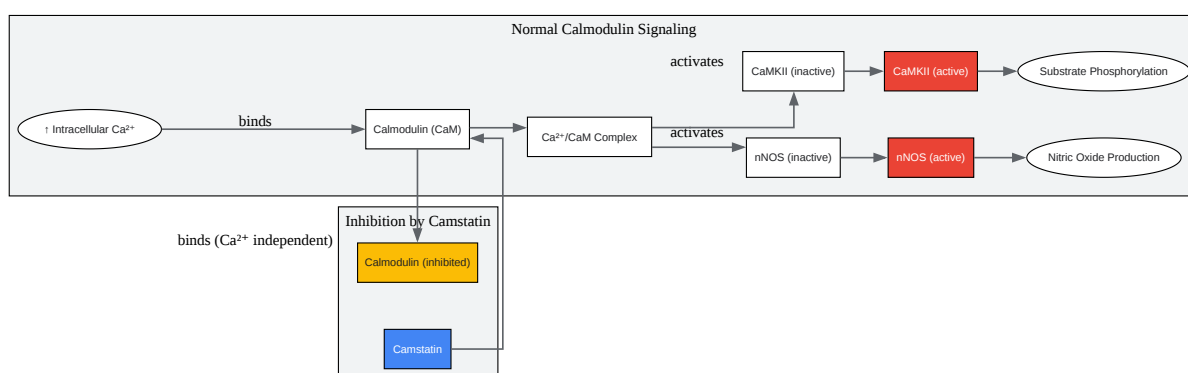 Normal Calmodulin Signaling
activates
CaMKII (inactive)
CaMKII (active)
Substrate Phosphorylation
↑ Intracellular Ca²⁺
binds
Calmodulin (CaM)
Ca²⁺/CaM Complex
activates
nNOS (inactive)
nNOS (active)
Nitric Oxide Production
Inhibition by Camstatin
binds (Ca²⁺ independent)
Calmodulin (inhibited)
Camstatin